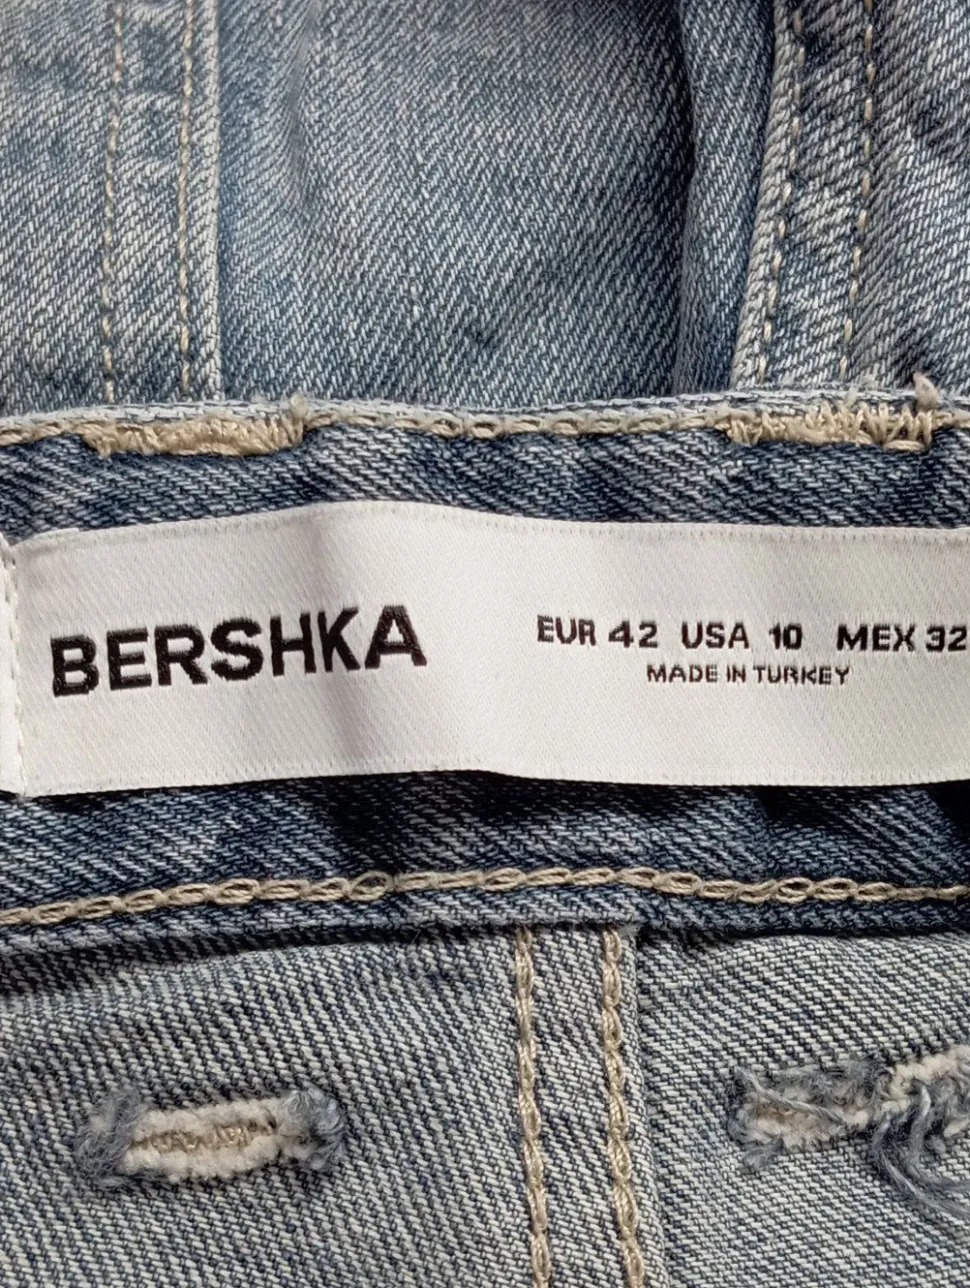 BERSHKA
EUR 42 USA 10 MEX 32
MADE IN TURKEY